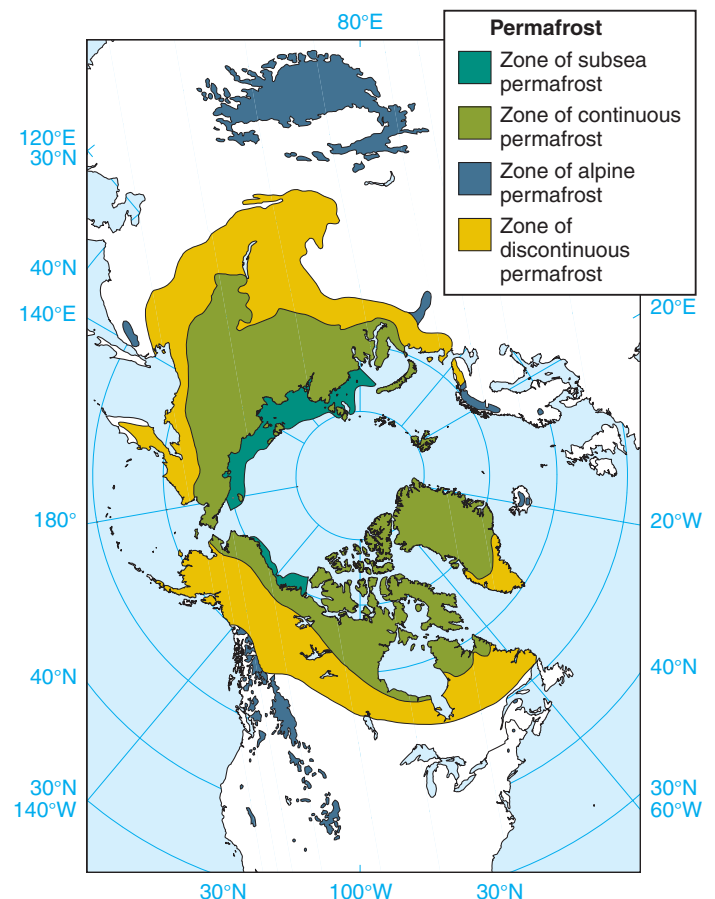 80°E
Permafrost
Zone of subsea
permafrost
Zone of continuous
permafrost
Zone of alpine
permafrost
Zone of
discontinuous
permafrost
120°E
30°N
40°N
140°E
20°E
180°
20°W
40°N
40°N
30°N
140°W
30°N
60°W
30°N
100°W
30°N